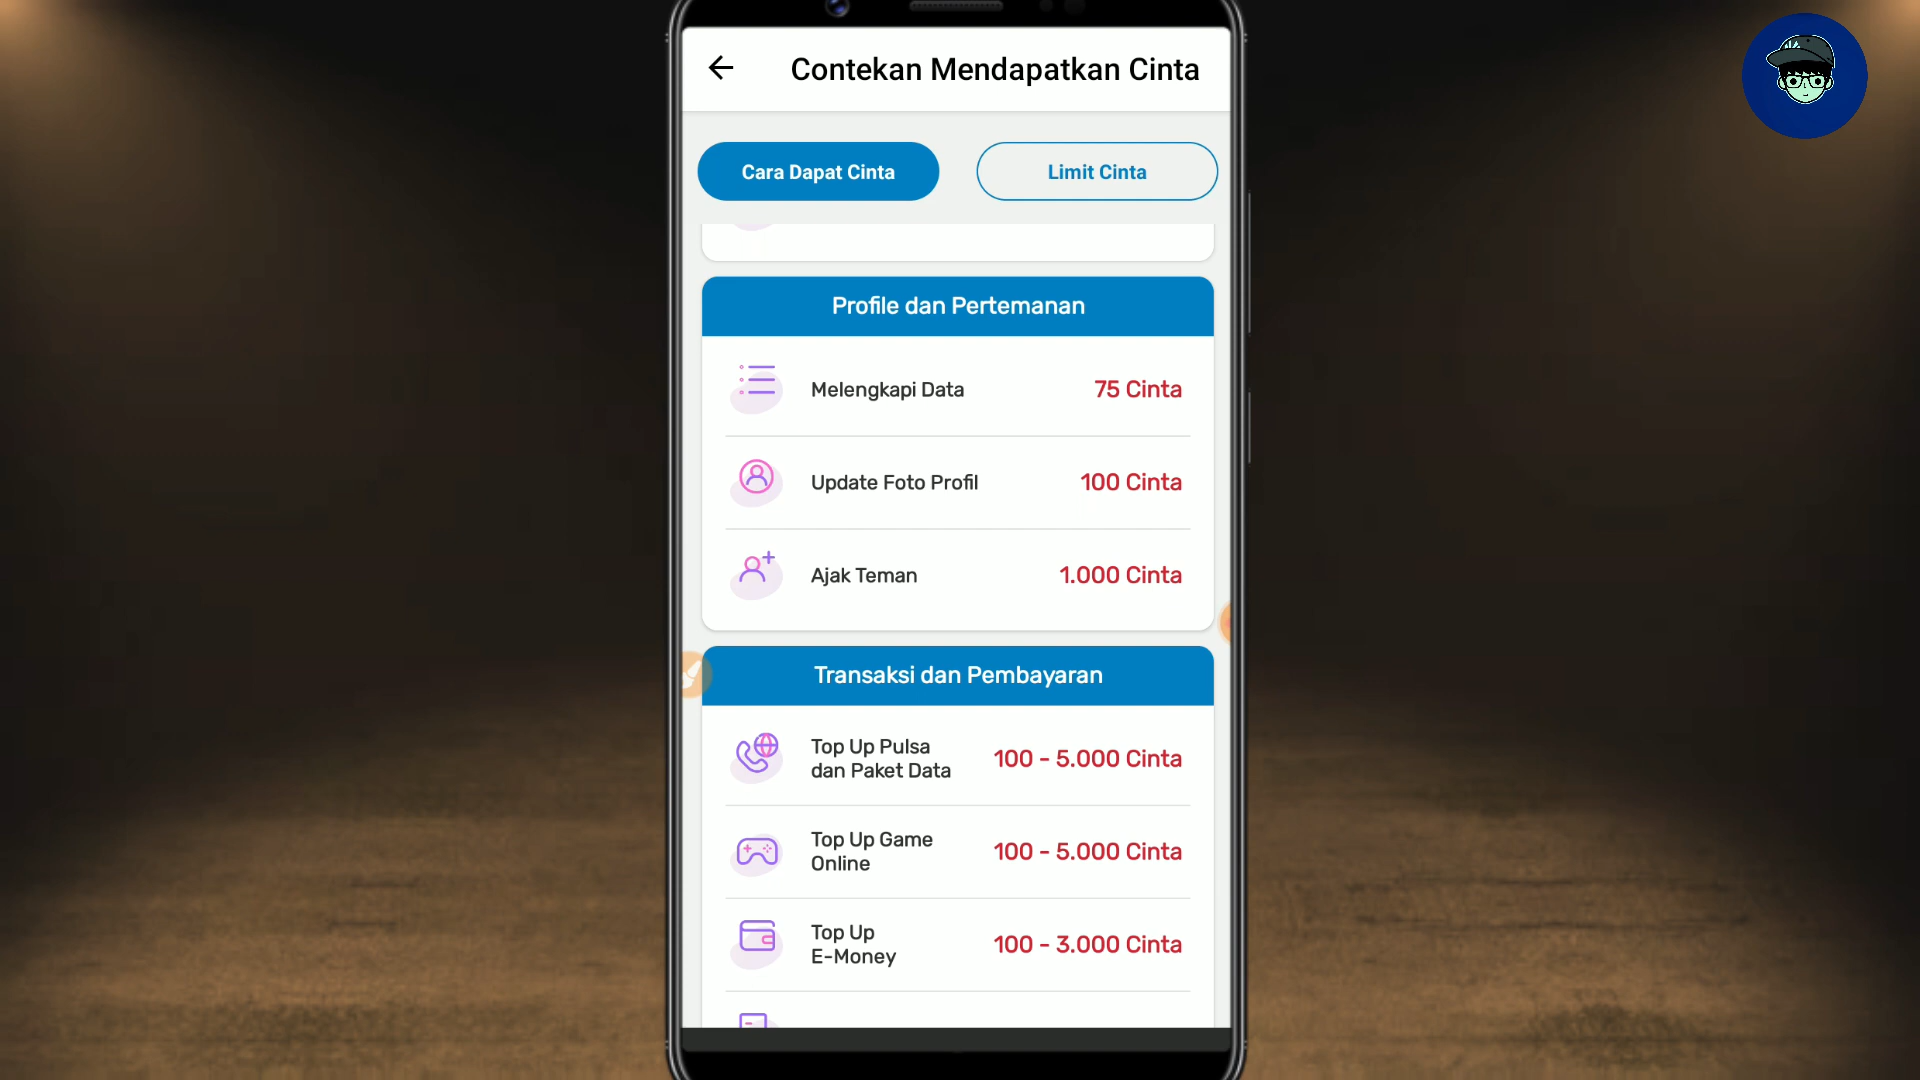 Contekan Mendapatkan Cinta
Cara Dapat Cinta
Limit Cinta
Profile dan Pertemanan
Melengkapi Data
75 Cinta
Update Foto Profil
100 Cinta
Ajak Teman
1.000 Cinta
Transaksi dan Pembayaran
Top Up Pulsa
dan Paket Data
100 - 5.000 Cinta
Top Up Game
Online
100 - 5.000 Cinta
Top Up
E-Money
100 - 3.000 Cinta